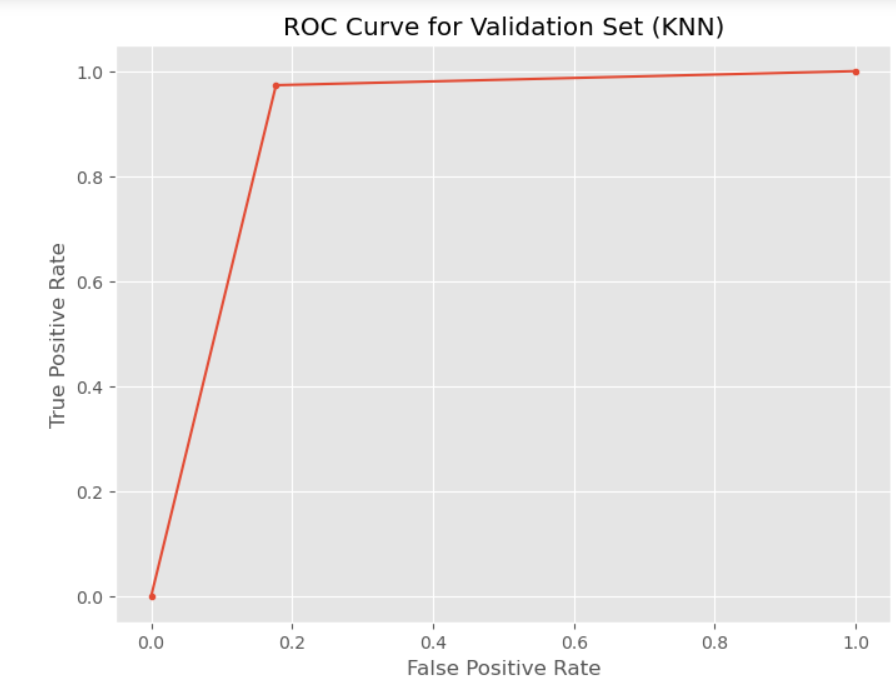 ROC Curve for Validation Set (KNN)
1.0
0.8
0.6
0.4
0.2
0.0
True Positive Rate
0.0 0.2 0.4 0.6 0.8 1.0
False Positive Rate